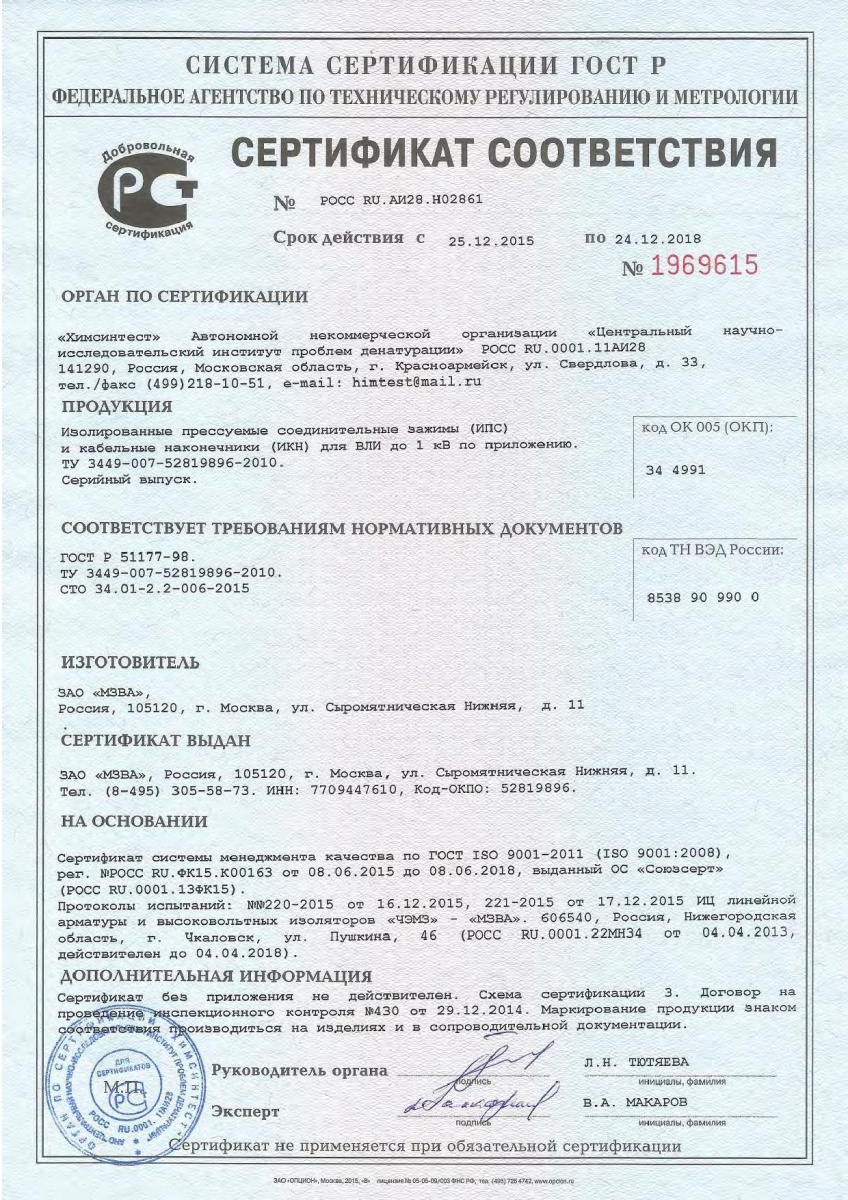 СИСТЕМА СЕРТИФИКАЦИИ ГОСТ Р
ФЕДЕРАЛЬНОЕ АГЕНТСТВО ПО ТЕХНИЧЕСКОМУ РЕГУЛИРОВАНИЮ И МЕТРОЛОГИИ
Добровольная
сертификация
СЕРТИФИКАТ СООТВЕТСТВИЯ
№ РОСС RU.АИ28.Н02861
Срок действия с 25.12.2015 по 24.12.2018
№ 1969615
ОРГАН ПО СЕРТИФИКАЦИИ
«Химсинтест» Автономной некоммерческой организации «Центральный научно-
исследовательский институт проблем денатурации» РОСС RU.0001.11АИ28
141290, Россия, Московская область, г. Красноармейск, ул. Свердлова, д. 33,
тел./факс (499)218-10-51, e-mail: himtest@mail.ru
ПРОДУКЦИЯ
Изолированные прессуемые соединительные зажимы (ИПС)
и кабельные наконечники (ИКН) для ВЛИ до 1 кВ по приложению.
ТУ 3449-007-52819896-2010.
Серийный выпуск.
код ОК 005 (ОКП):
34 4991
СООТВЕТСТВУЕТ ТРЕБОВАНИЯМ НОРМАТИВНЫХ ДОКУМЕНТОВ
ГОСТ Р 51177-98.
ТУ 3449-007-52819896-2010.
СТО 34.01-2.2-006-2015
код ТН ВЭД России:
8538 90 990 0
ИЗГОТОВИТЕЛЬ
ЗАО «МЗВА»,
Россия, 105120, г. Москва, ул. Сыромятническая Нижняя, д. 11
.
СЕРТИФИКАТ ВЫДАН
ЗАО «МЗВА», Россия, 105120, г. Москва, ул. Сыромятническая Нижняя, д. 11.
Тел. (8-495) 305-58-73. ИНН: 7709447610, Код-ОКПО: 52819896.
НА ОСНОВАНИИ
Сертификат системы менеджмента качества по ГОСТ ISO 9001-2011 (ISO 9001:2008),
рег. №РОСС RU.ФК15.К00163 от 08.06.2015 до 08.06.2018, выданный ОС «Союзсерт»
(РОСС RU.0001.13ФК15).
Протоколы испытаний: №№220-2015 от 16.12.2015, 221-2015 от 17.12.2015 ИЦ линейной
арматуры и высоковольтных изоляторов «ЧЭМЗ» - «МЗВА». 606540, Россия, Нижегородская
область, г. Чкаловск, ул. Пушкина, 46 (РОСС RU.0001.22МН34 от 04.04.2013,
действителен до 04.04.2018).
ДОПОЛНИТЕЛЬНАЯ ИНФОРМАЦИЯ
Сертификат без приложения не действителен. Схема сертификации 3. Договор на
проведение инспекционного контроля №430 от 29.12.2014. Маркирование продукции знаком
соответствия производиться на изделиях и в сопроводительной документации.
ДЛЯ
СЕРТИФИКАТОВ
М.П.
РОСС RU.0001.11АИ28
Руководитель органа
подпись
Л.Н. ТЮТЯЕВА
инициалы, фамилия
Эксперт
подпись
В.А. МАКАРОВ
инициалы, фамилия
Сертификат не применяется при обязательной сертификации
ЗАО «ОПЦИОН», Москва, 2015, «В» лицензия № 05-05-09/003 ФНС РФ, тел. (495) 726 4742, www.opcion.ru